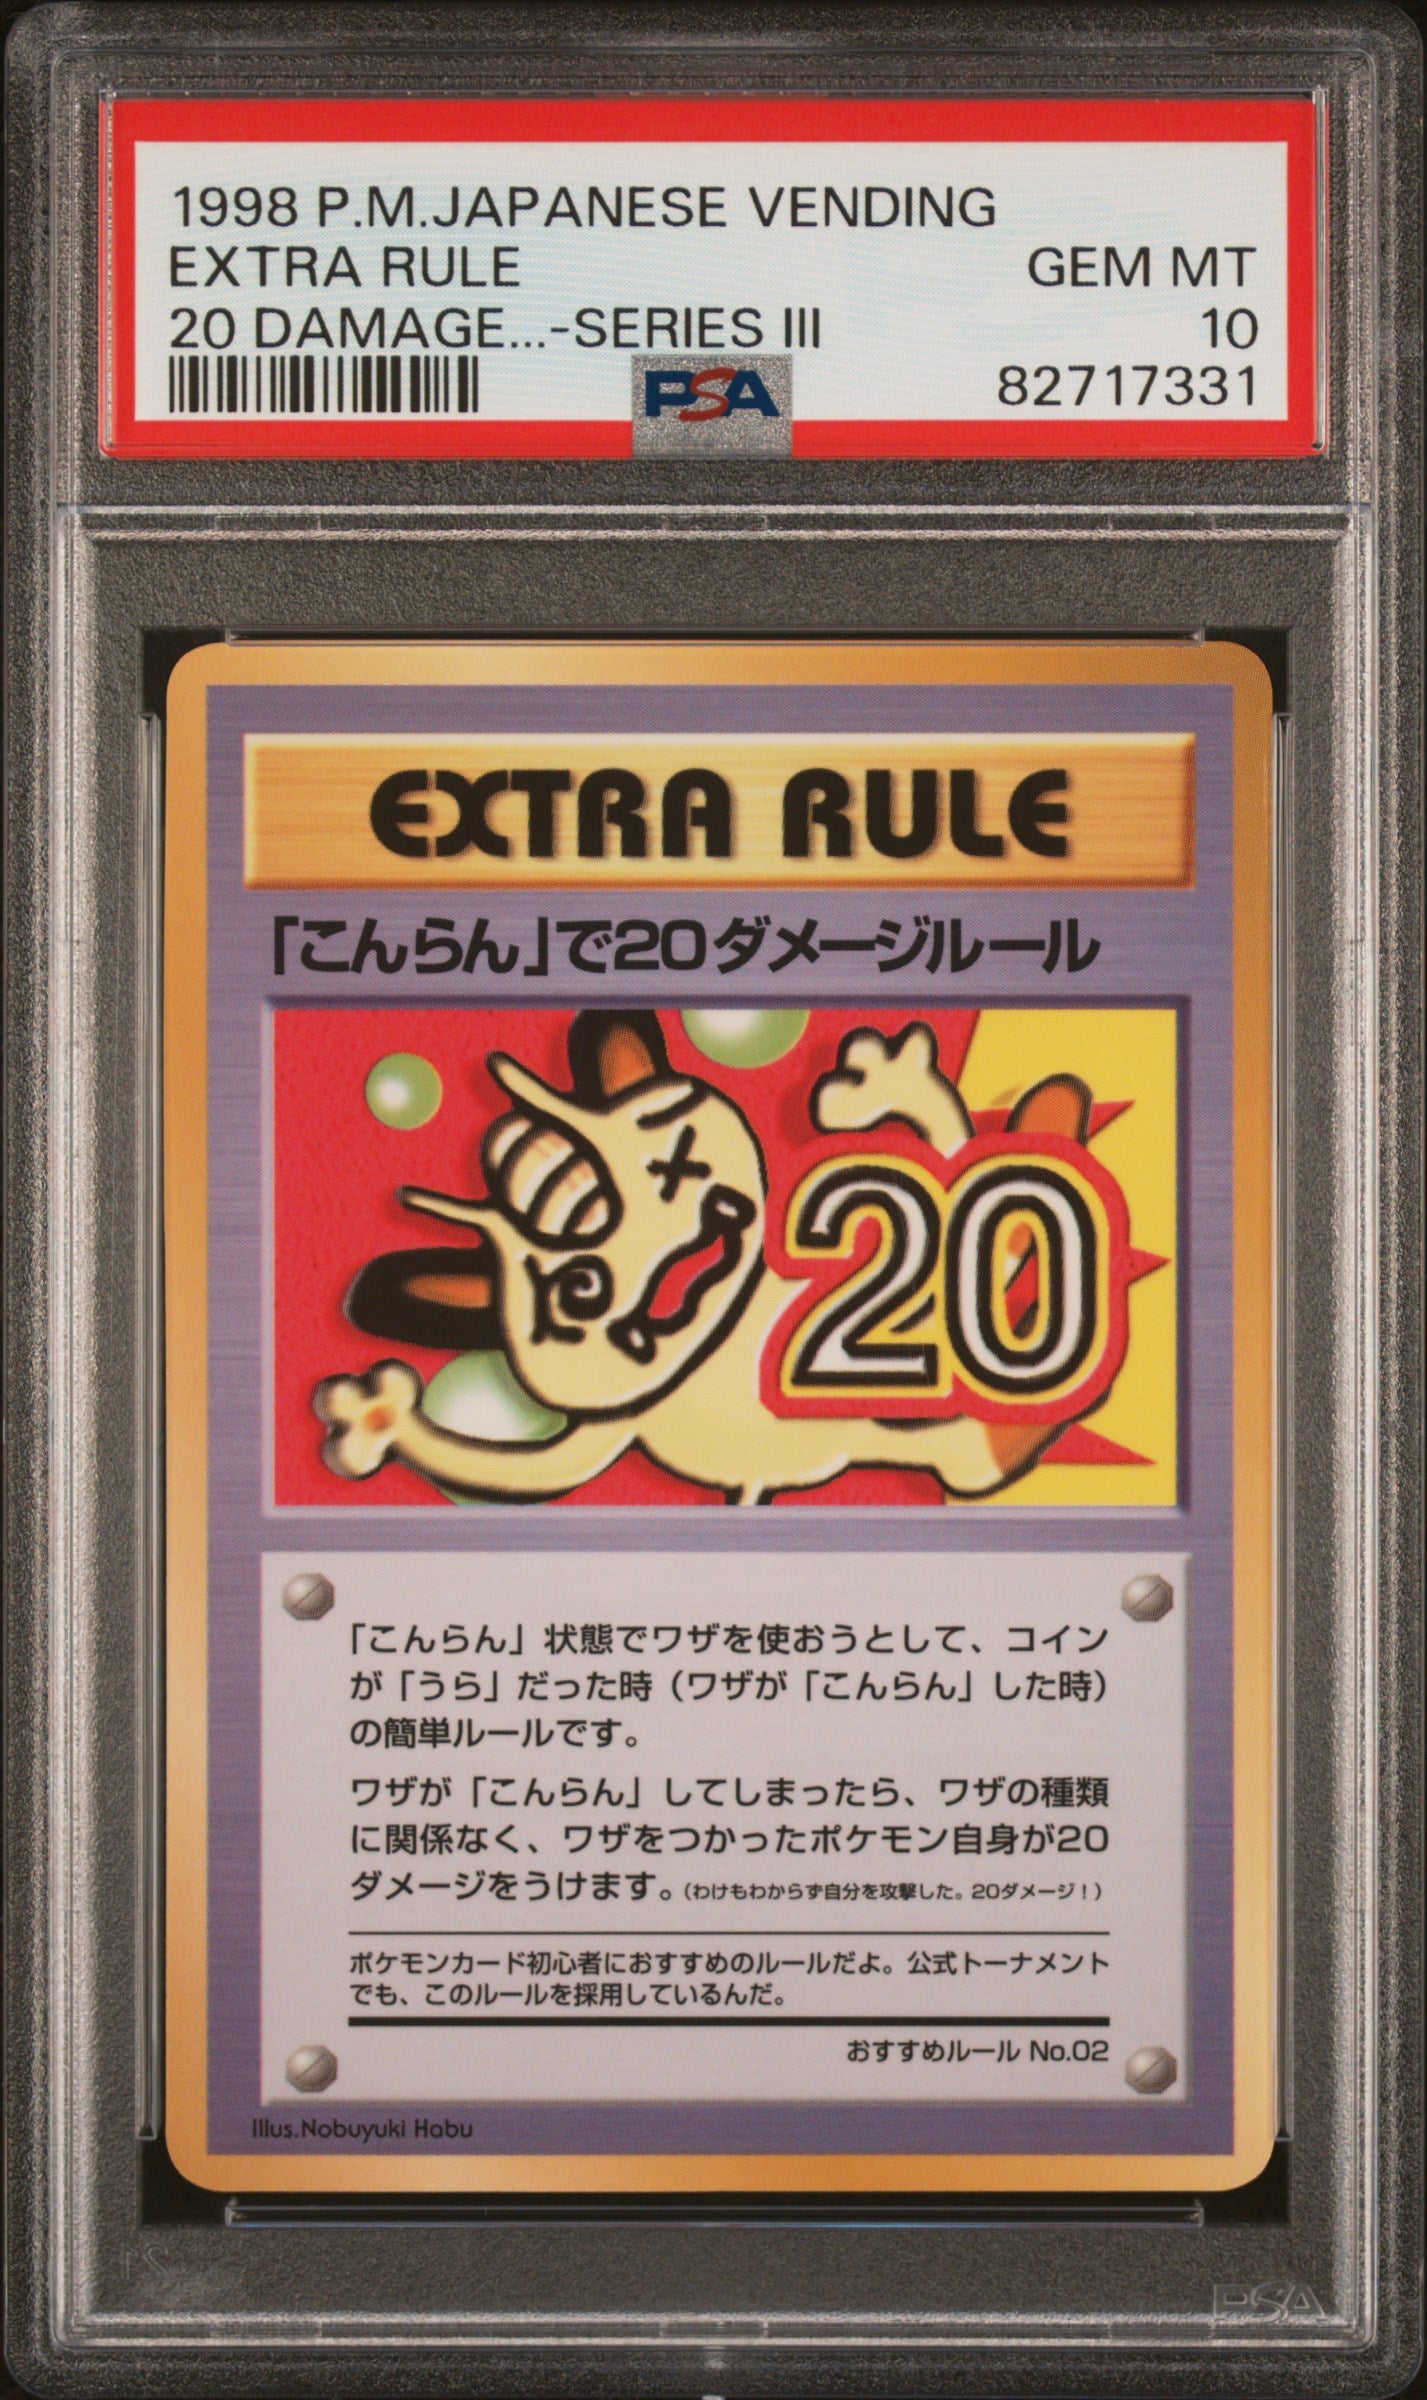 1998 P.M.JAPANESE VENDING
EXTRA RULE
GEM MT
20 DAMAGE...-SERIES III
10
PSA
82717331
EXTRA RULE
「こんらん」で20ダメージルール
20
「こんらん」状態でワザを使おうとして、コイン
が「うら」だった時（ワザが「こんらん」した時）
の簡単ルールです。
ワザが「こんらん」してしまったら、ワザの種類
に関係なく、ワザをつかったポケモン自身が20
ダメージをうけます。（わけもわからず自分を攻撃した。20ダメージ！）
ポケモンカード初心者におすすめのルールだよ。公式トーナメント
でも、このルールを採用しているんだ。
おすすめルール No.02
Illus.Nobuyuki Habu
PSA